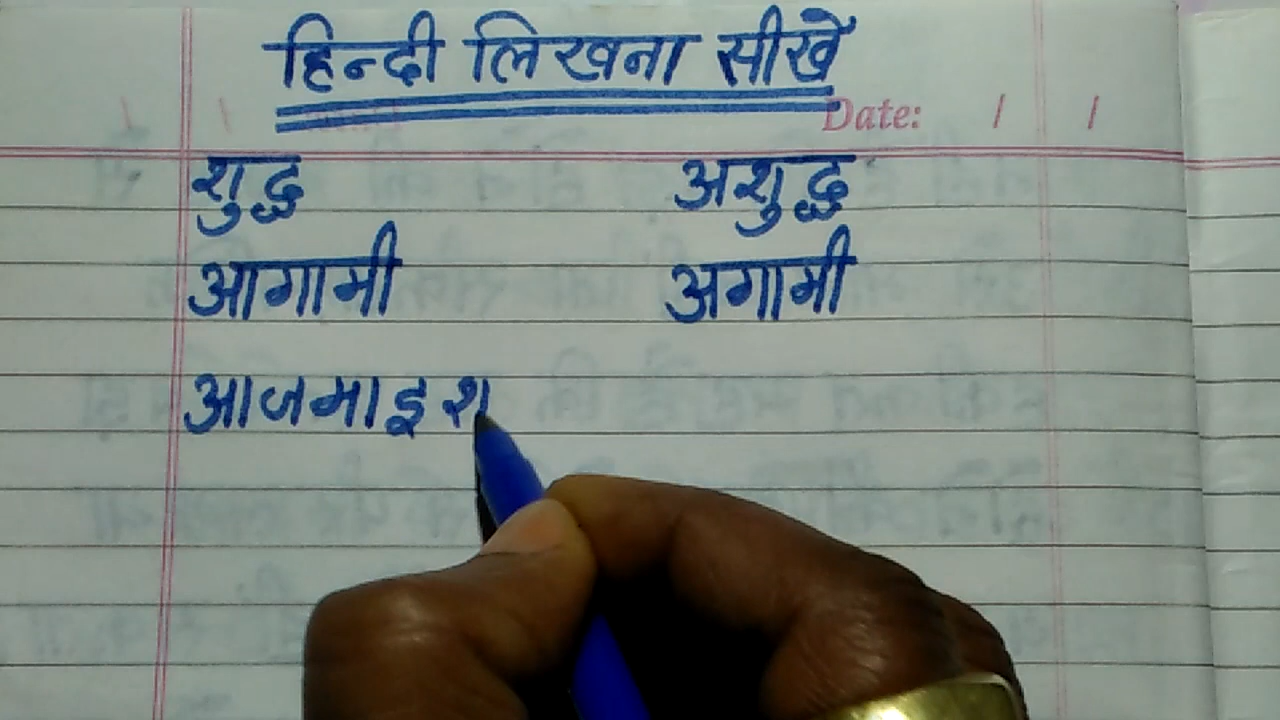 हिन्दी लिखना सीखें
Date: / /
शुद्ध अशुद्ध
आगामी अगामी
आजमाइश